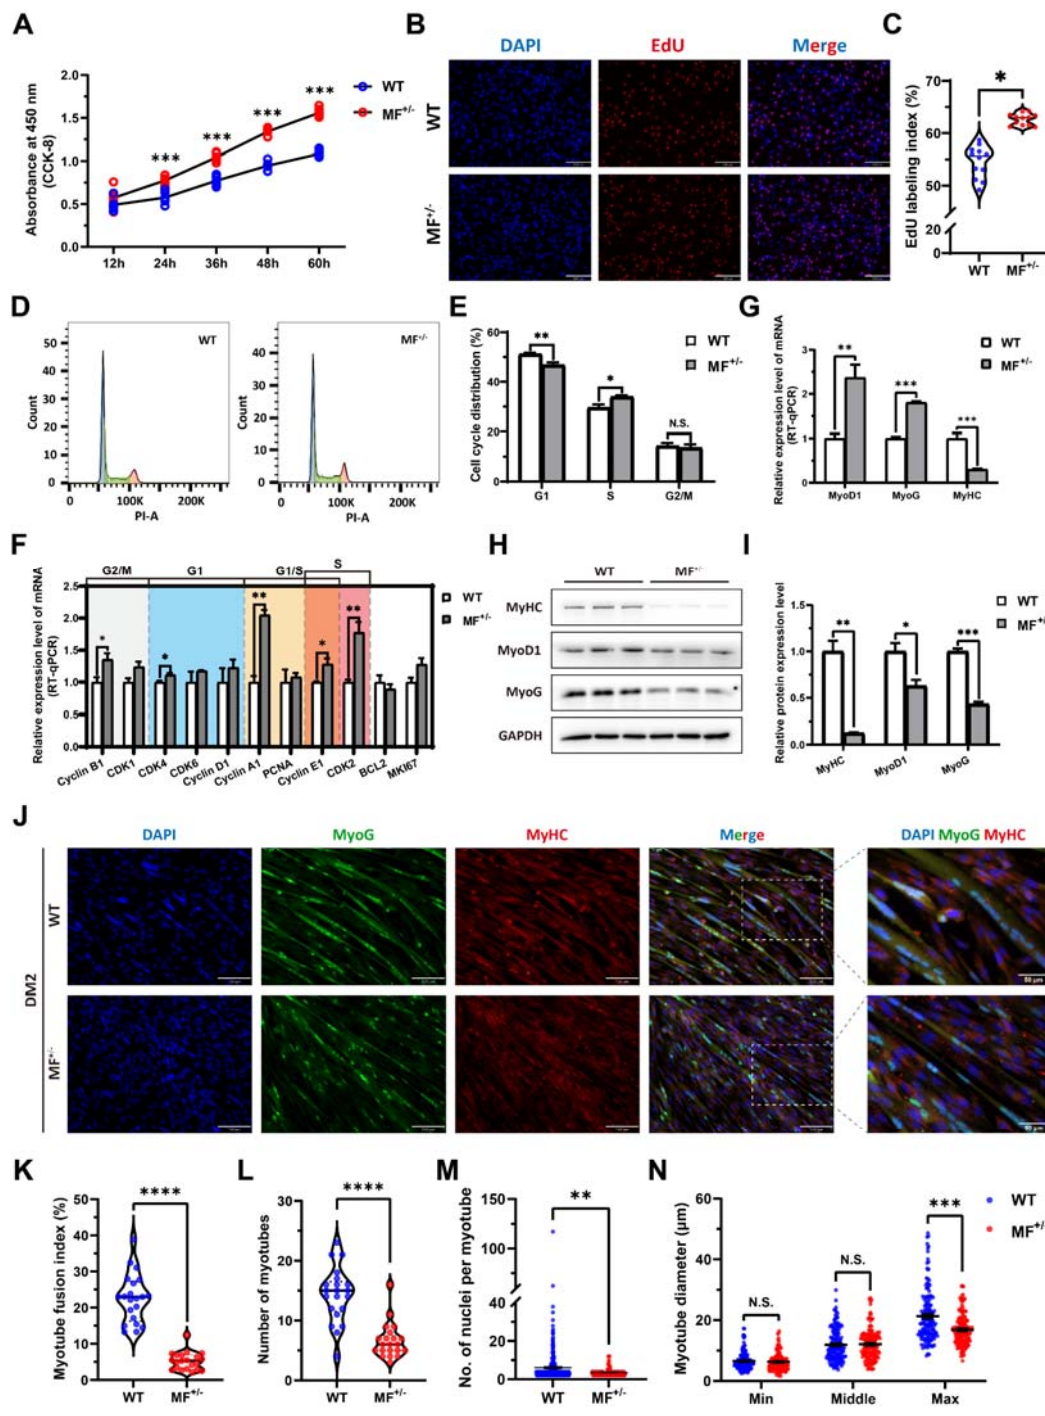 A
Absorbance at 450 nm
(CCK-8)
2.0
1.5
1.0
0.5
0.0
12h 24h 36h 48h 60h
*** *** *** ***
WT
MF+/-
B
DAPI EdU Merge
WT
MF+/-
C
EdU labeling index (%)
70
60
50
20
0
*
WT MF+/-
D
Count
50
40
30
20
10
0
WT
0 100K 200K
PI-A
Count
40
30
20
10
0
MF+/-
0 100K 200K
PI-A
E
Cell cycle distribution (%)
60
40
20
0
** * N.S.
G1 S G2/M
WT
MF+/-
G
Relative expression level of mRNA
(RT-qPCR)
3
2
1
0
** *** ***
MyoD1 MyoG MyHC
WT
MF+/-
F
Relative expression level of mRNA
(RT-qPCR)
G2/M G1 G1/S S
2.5
2.0
1.5
1.0
0.5
0.0
* * ** * **
Cyclin B1 CDK1 CDK4 CDK6 Cyclin D1 Cyclin A1 PCNA Cyclin E1 CDK2 BCL2 MKI67
WT
MF+/-
H
WT MF+/-
MyHC
MyoD1
MyoG
*
GAPDH
I
Relative protein expression level
1.5
1.0
0.5
0.0
** * ***
MyHC MyoD1 MyoG
WT
MF+/-
J
DAPI MyoG MyHC Merge DAPI MyoG MyHC
DM2
WT
50 μm
MF+/-
50 μm
K
Myotube fusion index (%)
50
40
30
20
10
0
****
WT MF+/-
L
Number of myotubes
30
20
10
0
****
WT MF+/-
M
No. of nuclei per myotube
150
125
100
75
40
20
0
**
WT MF+/-
N
Myotube diameter (μm)
60
40
20
0
N.S. N.S. ***
Min Middle Max
WT
MF+/-